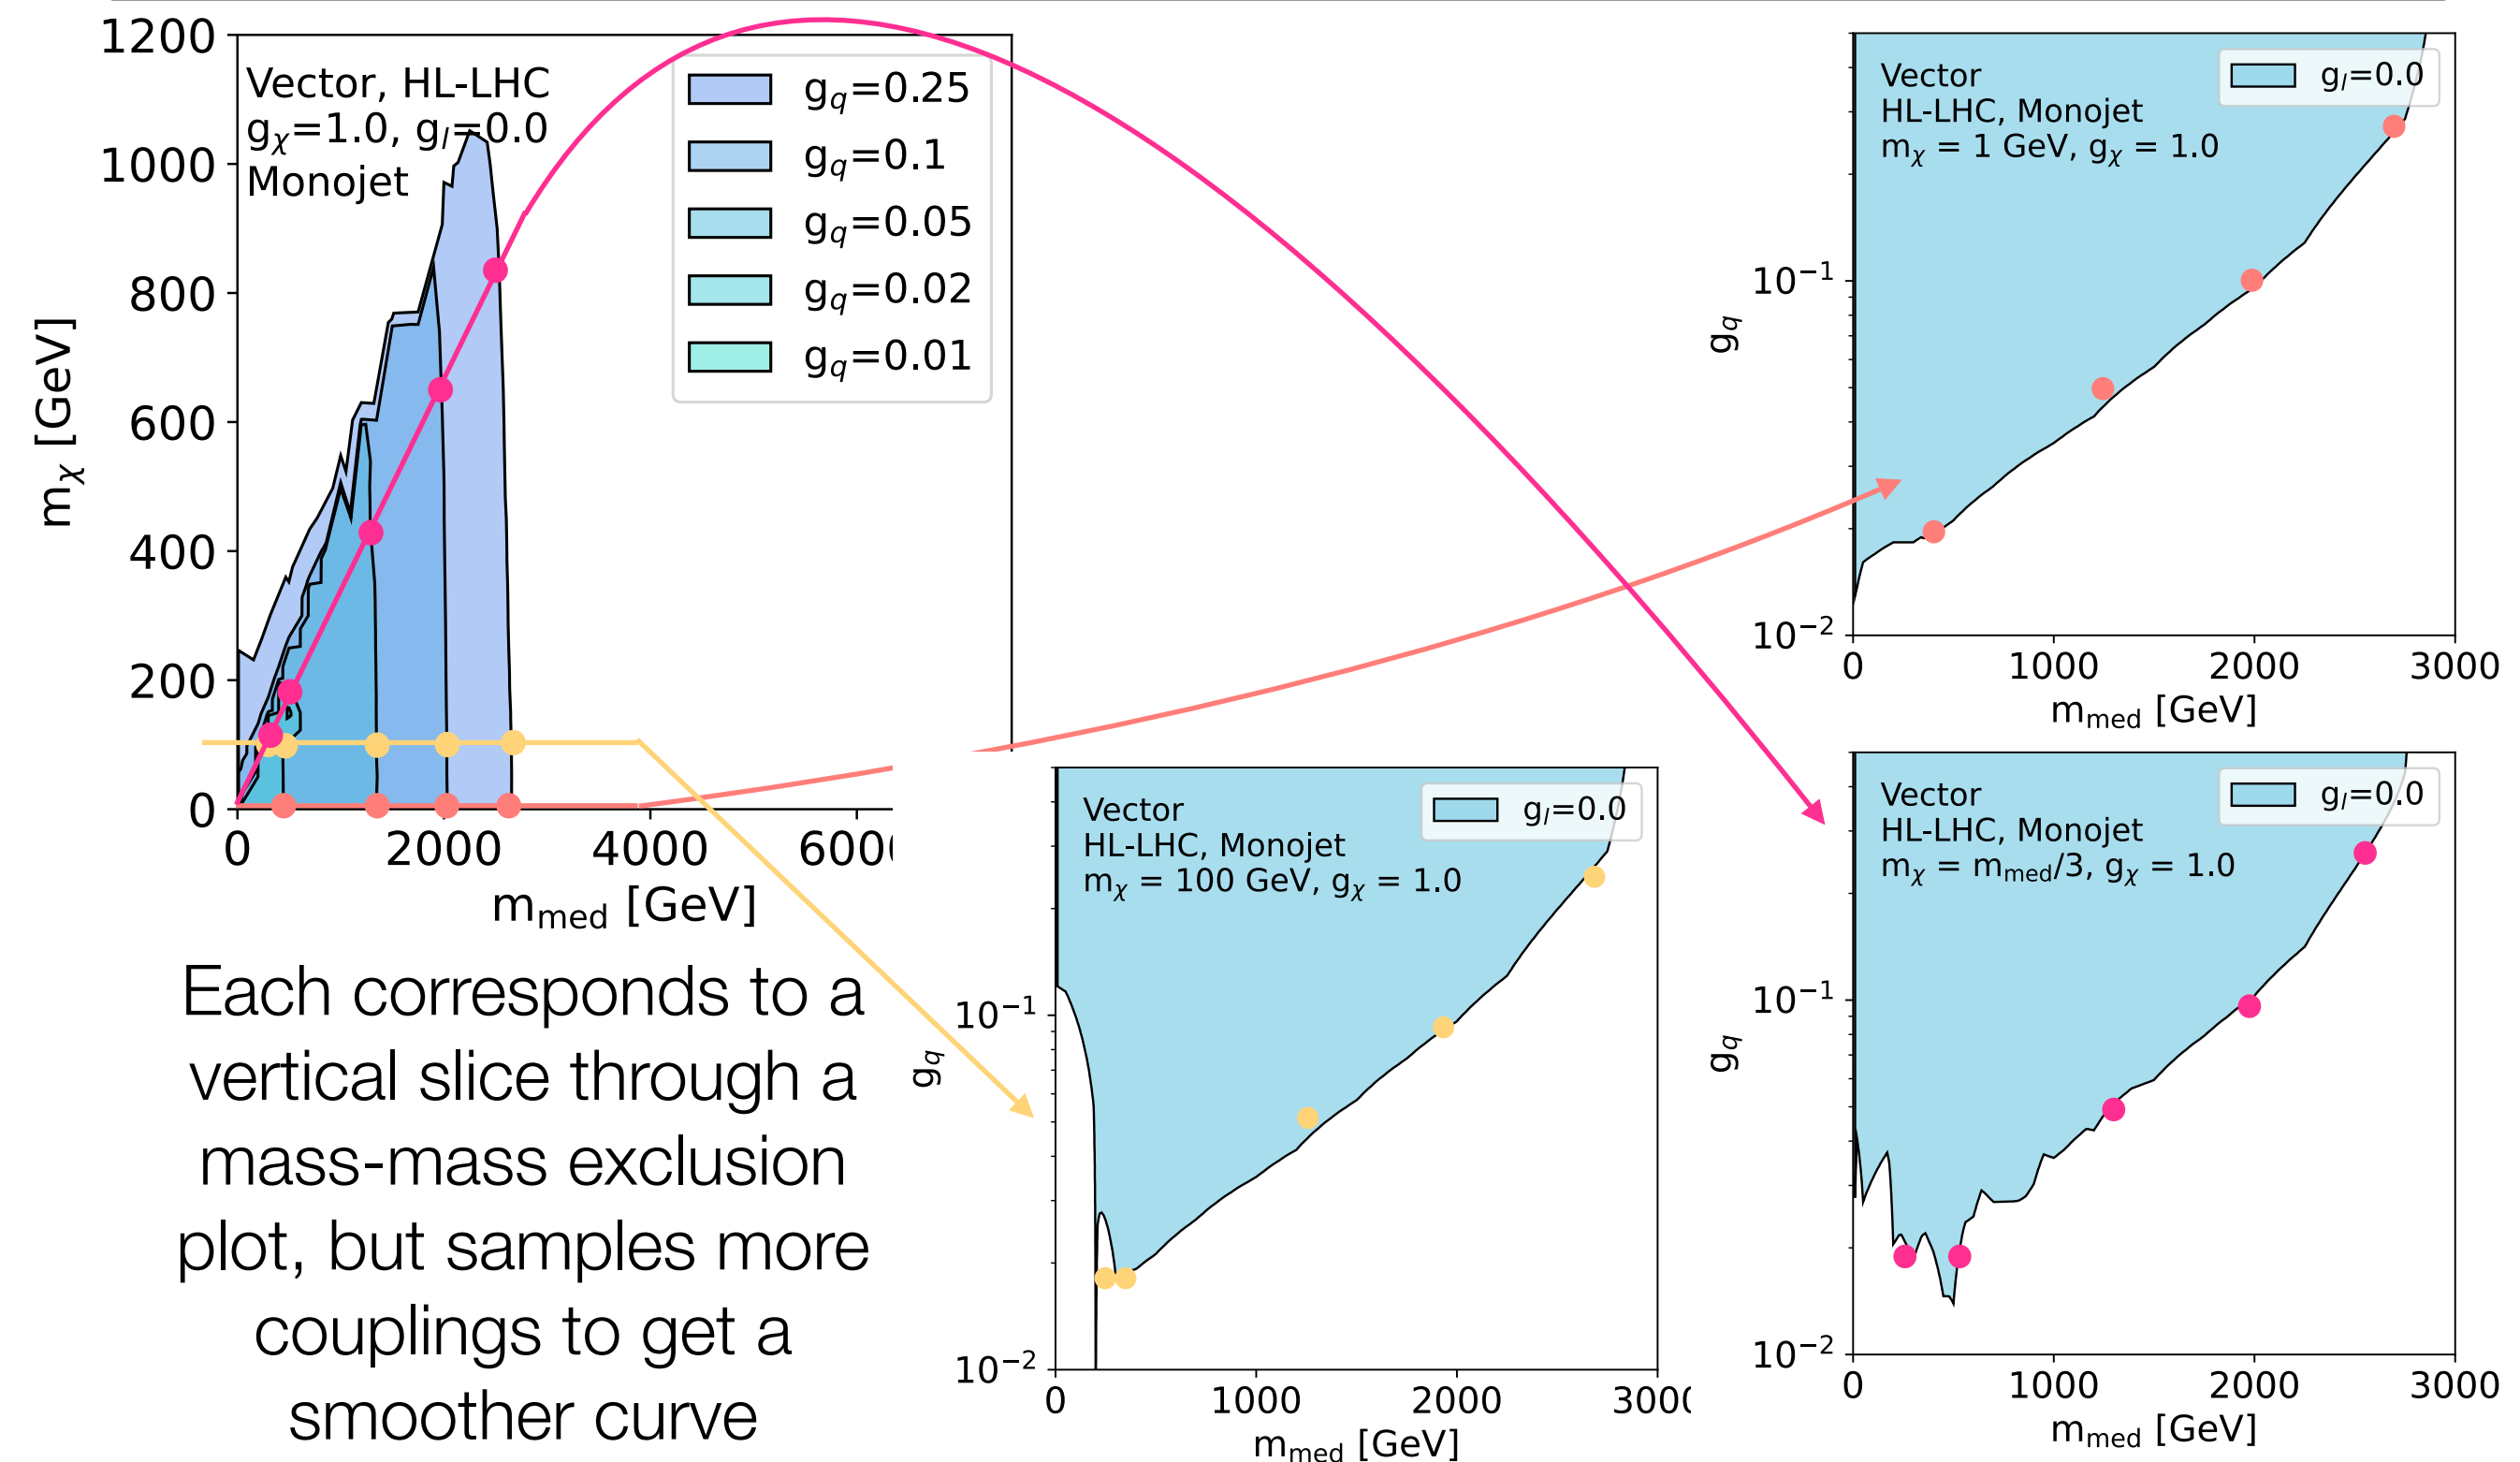 1200
1000
800
600
400
200
0
m_χ [GeV]
Vector, HL-LHC
g_χ=1.0, g_l=0.0
Monojet
g_q=0.25
g_q=0.1
g_q=0.05
g_q=0.02
g_q=0.01
0 2000 4000
m_med [GeV]
Each corresponds to a
vertical slice through a
mass-mass exclusion
plot, but samples more
couplings to get a
smoother curve
Vector
HL-LHC, Monojet
m_χ = 1 GeV, g_χ = 1.0
g_l=0.0
10⁻¹
10⁻²
g_q
0 1000 2000 3000
m_med [GeV]
Vector
HL-LHC, Monojet
m_χ = 100 GeV, g_χ = 1.0
g_l=0.0
10⁻¹
10⁻²
g_q
0 1000 2000
m_med [GeV]
Vector
HL-LHC, Monojet
m_χ = m_med/3, g_χ = 1.0
g_l=0.0
10⁻¹
10⁻²
g_q
0 1000 2000 3000
m_med [GeV]